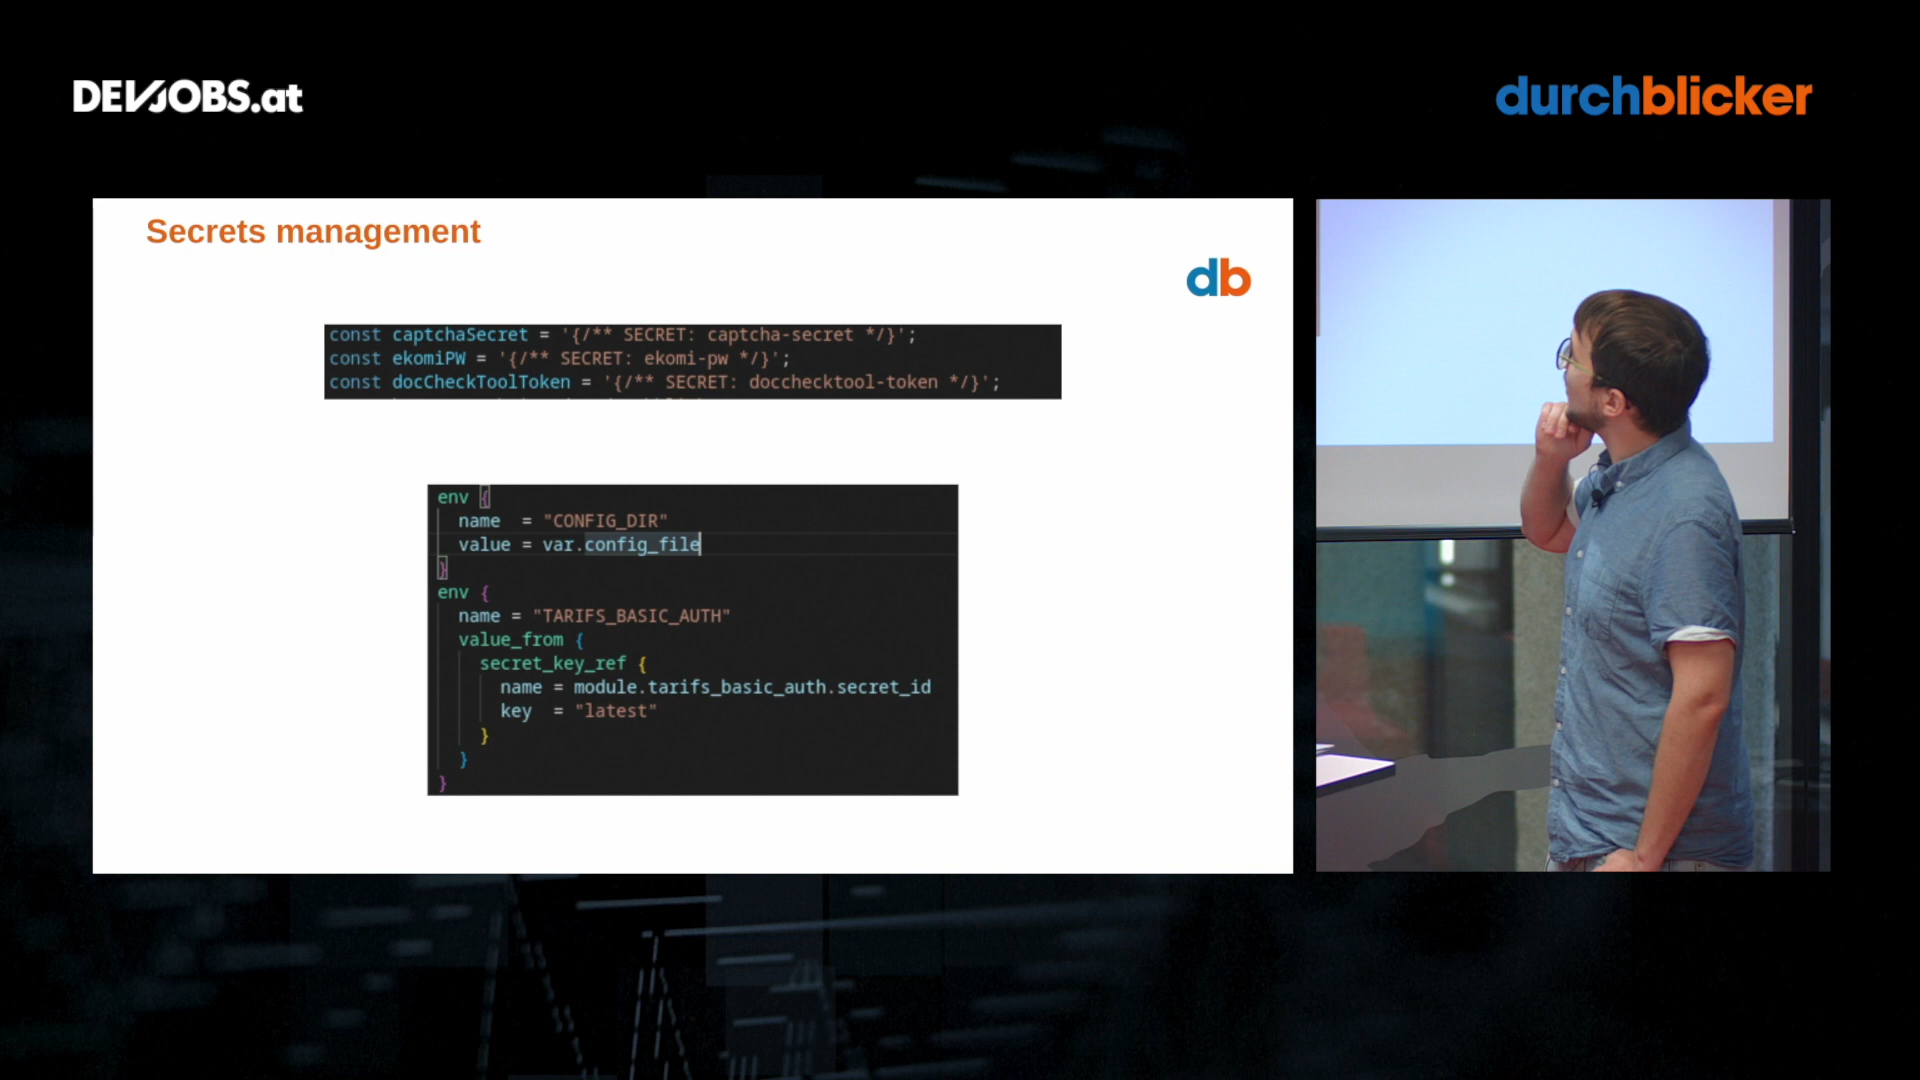 DEVJOBS.at
durchblicker
Secrets management
db
const captchaSecret = '{/** SECRET: captcha-secret */}';
const ekomiPW = '{/** SECRET: ekomi-pw */}';
const docCheckToolToken = '{/** SECRET: docchecktool-token */}';
env {
name = "CONFIG_DIR"
value = var.config_file
}
env {
name = "TARIFS_BASIC_AUTH"
value_from {
secret_key_ref {
name = module.tarifs_basic_auth.secret_id
key = "latest"
}
}
}